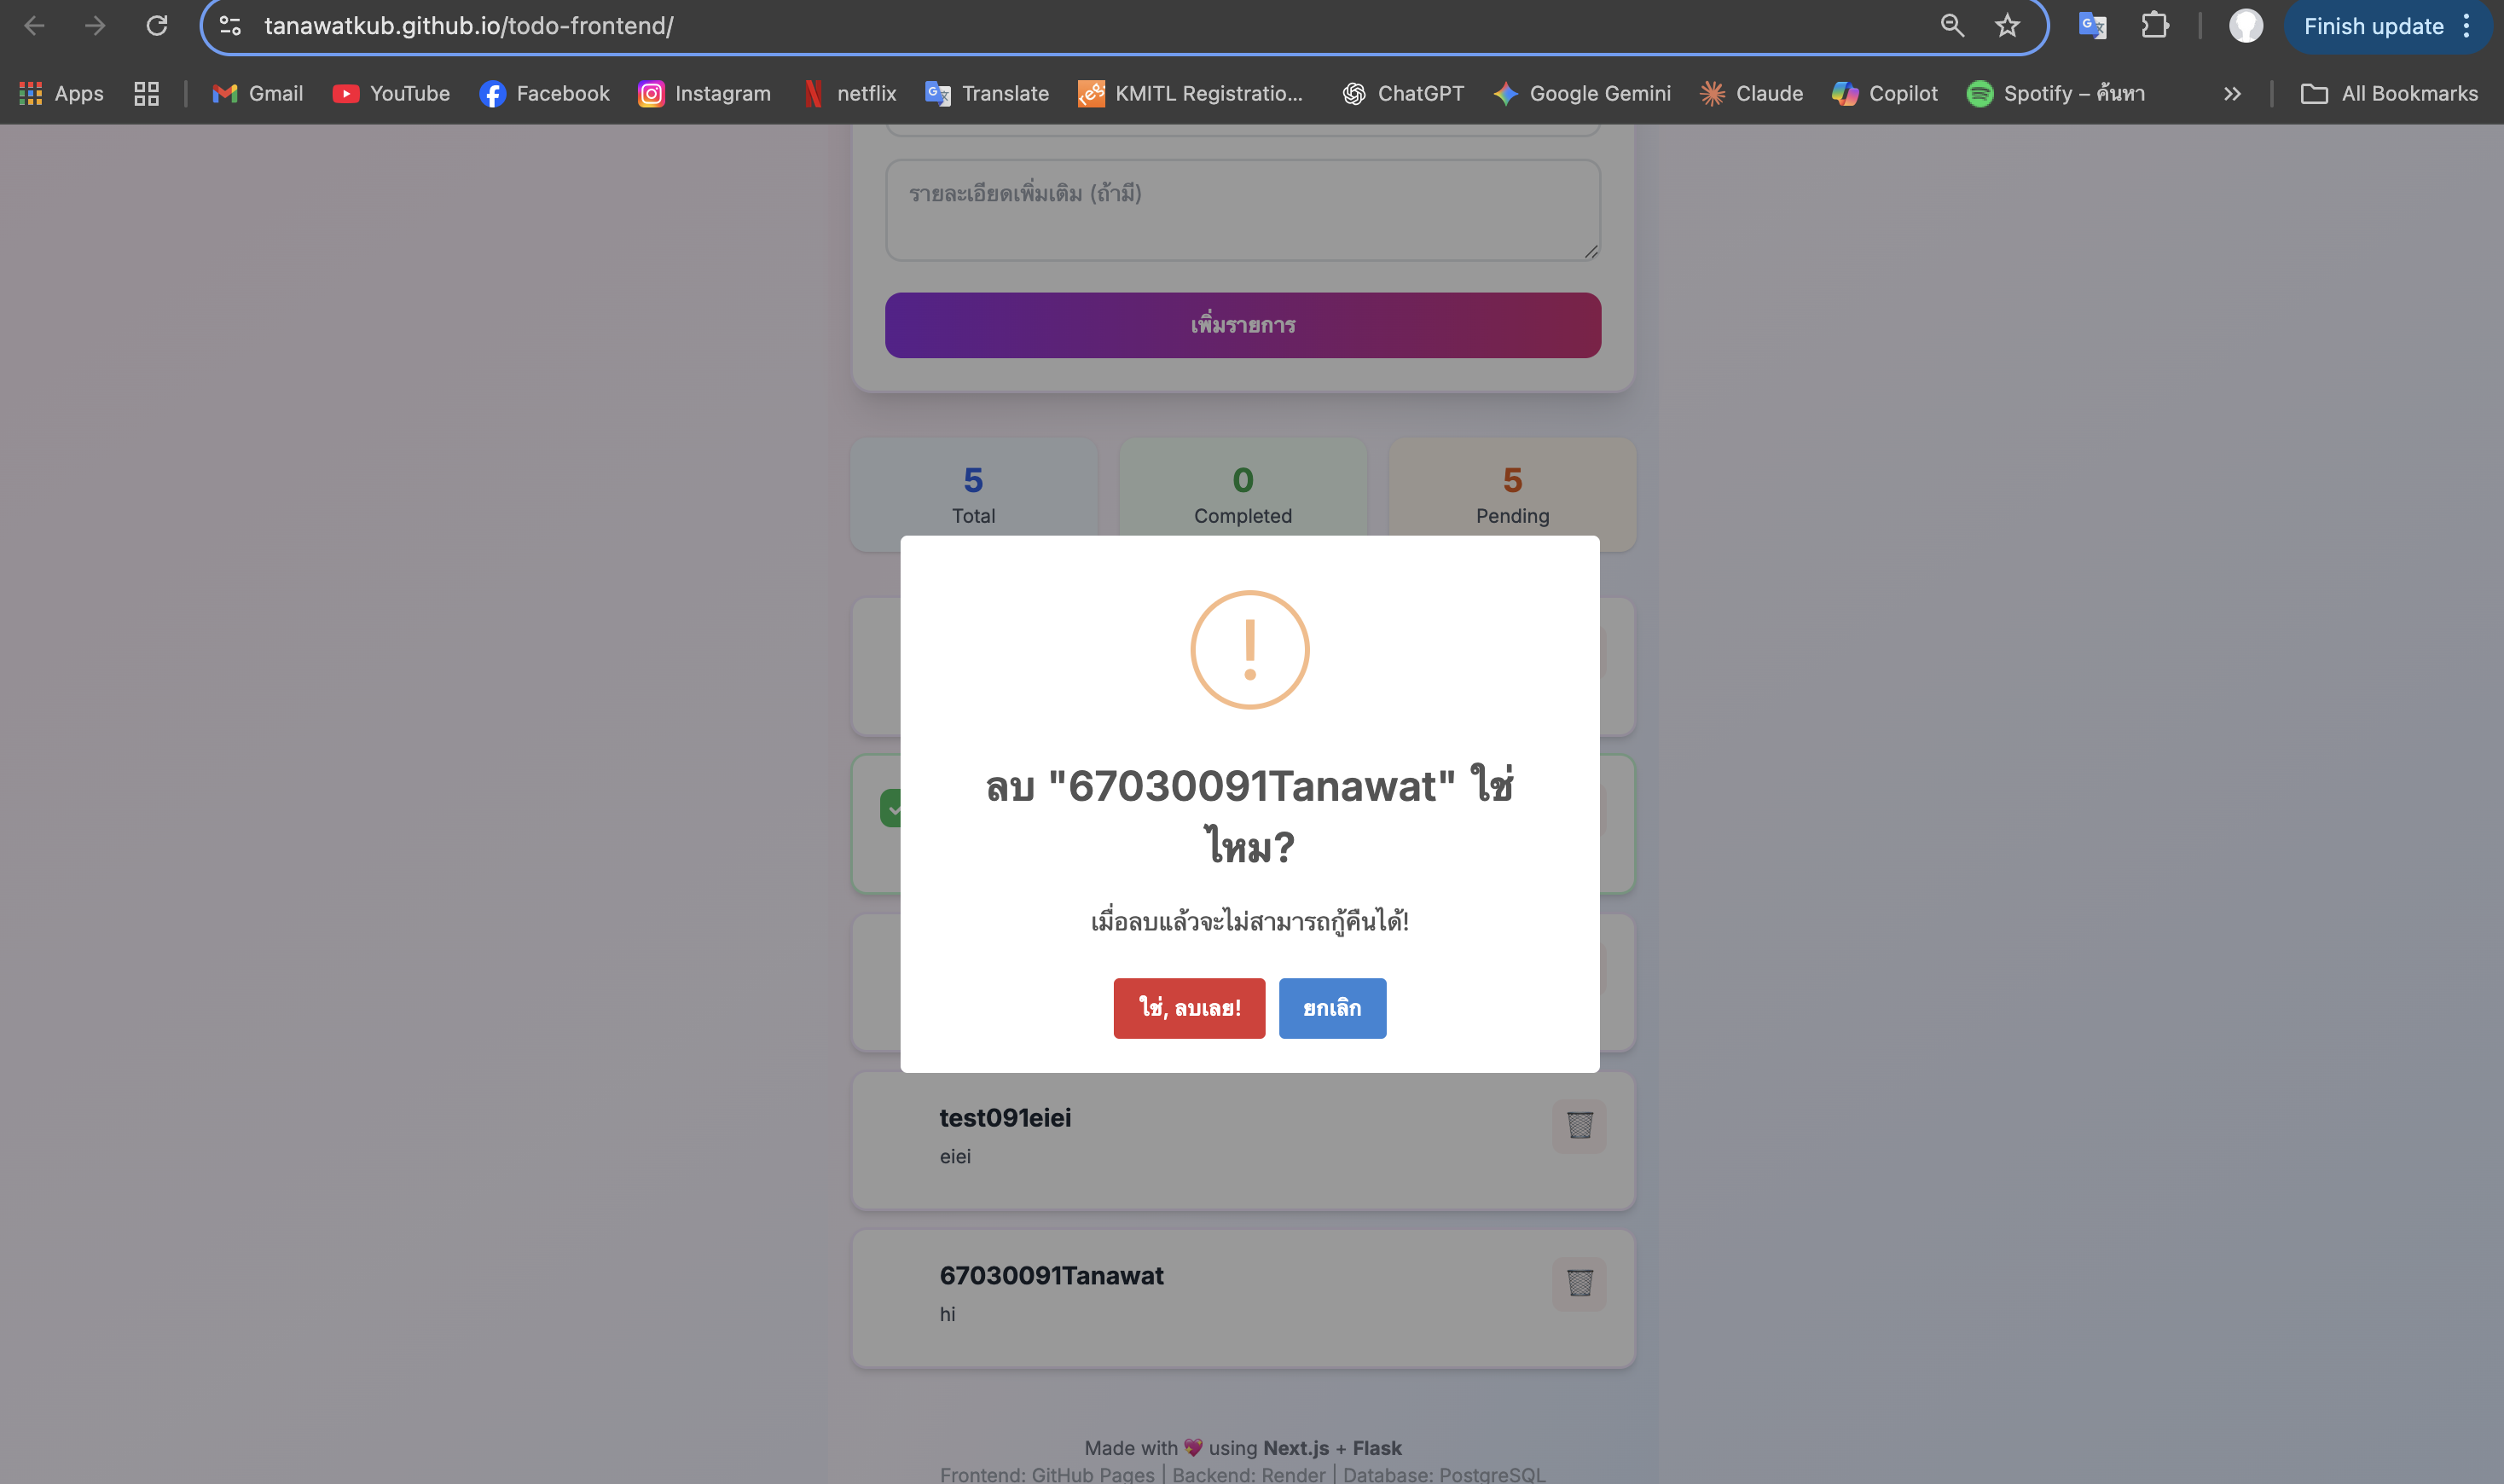 tanawatkub.github.io/todo-frontend/
Finish update
Apps
Gmail
YouTube
Facebook
Instagram
netflix
Translate
KMITL Registratio...
ChatGPT
Google Gemini
Claude
Copilot
Spotify – ค้นหา
All Bookmarks
รายละเอียดเพิ่มเติม (ถ้ามี)
เพิ่มรายการ
5
Total
0
Completed
5
Pending
ลบ "67030091Tanawat" ใช่
ไหม?
เมื่อลบแล้วจะไม่สามารถกู้คืนได้!
ใช่, ลบเลย!
ยกเลิก
test091eiei
eiei
67030091Tanawat
hi
Made with 💖 using Next.js + Flask
Frontend: GitHub Pages | Backend: Render | Database: PostgreSQL